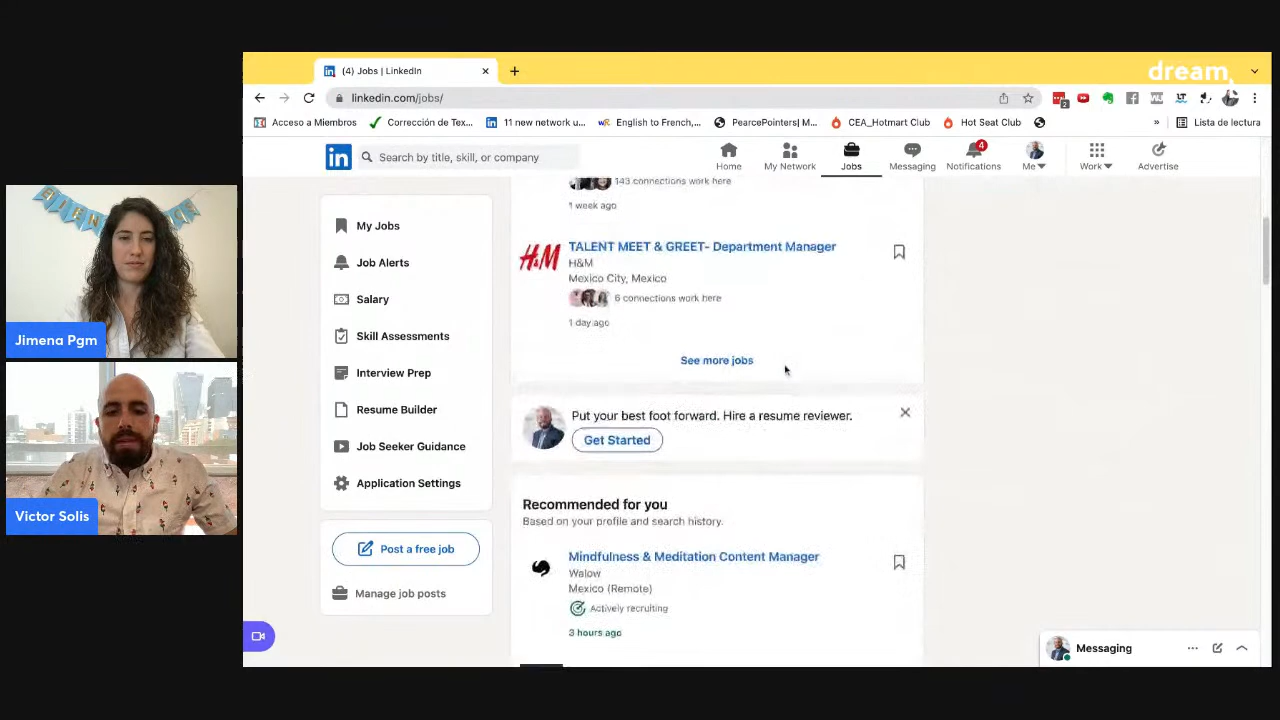 (4) Jobs | LinkedIn
dream,
linkedin.com/jobs/
2
Acceso a Miembros
Corrección de Tex...
11 new network u...
English to French,...
PearcePointers| M...
CEA_Hotmart Club
Hot Seat Club
»
Lista de lectura
in
Search by title, skill, or company
Home
My Network
Jobs
Messaging
4
Notifications
Me
Work
Advertise
My Jobs
Job Alerts
Salary
Skill Assessments
Interview Prep
Resume Builder
Job Seeker Guidance
Application Settings
Post a free job
Manage job posts
143 connections work here
1 week ago
H&M
TALENT MEET & GREET- Department Manager
H&M
Mexico City, Mexico
6 connections work here
1 day ago
See more jobs
Put your best foot forward. Hire a resume reviewer.
Get Started
Recommended for you
Based on your profile and search history.
Mindfulness & Meditation Content Manager
Walow
Mexico (Remote)
Actively recruiting
3 hours ago
Messaging
Jimena Pgm
Victor Solis